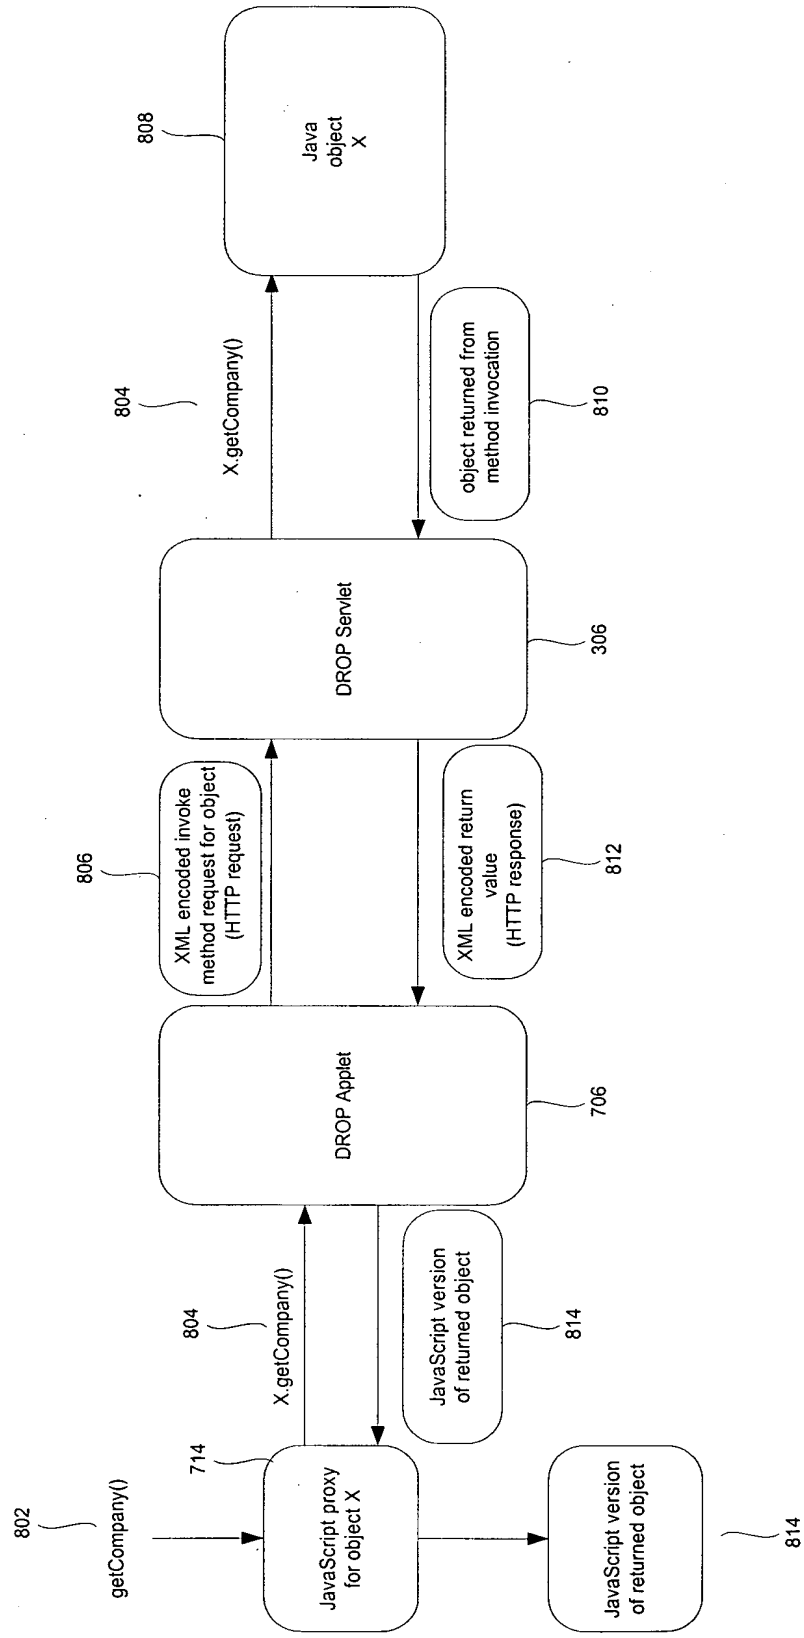 802
getCompany()
714
JavaScript proxy
for object X
JavaScript version
of returned object
814
804
X.getCompany()
JavaScript version
of returned object
814
DROP Applet
706
806
XML encoded invoke
method request for object
(HTTP request)
XML encoded return
value
(HTTP response)
812
DROP Servlet
306
804
X.getCompany()
object returned from
method invocation
810
808
Java
object
X